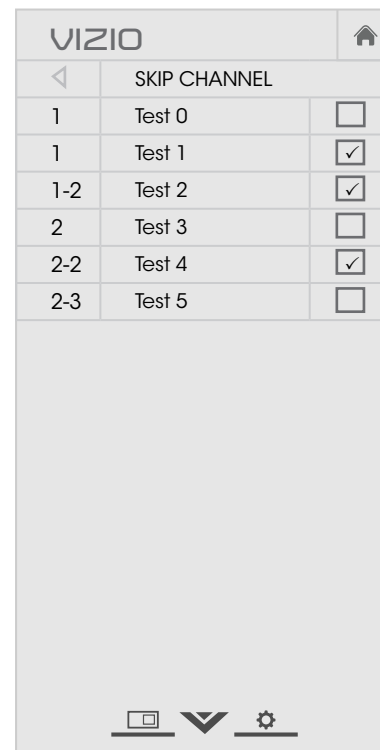 VIZIO
SKIP CHANNEL
1 Test 0
1 Test 1
1-2 Test 2
2 Test 3
2-2 Test 4
2-3 Test 5